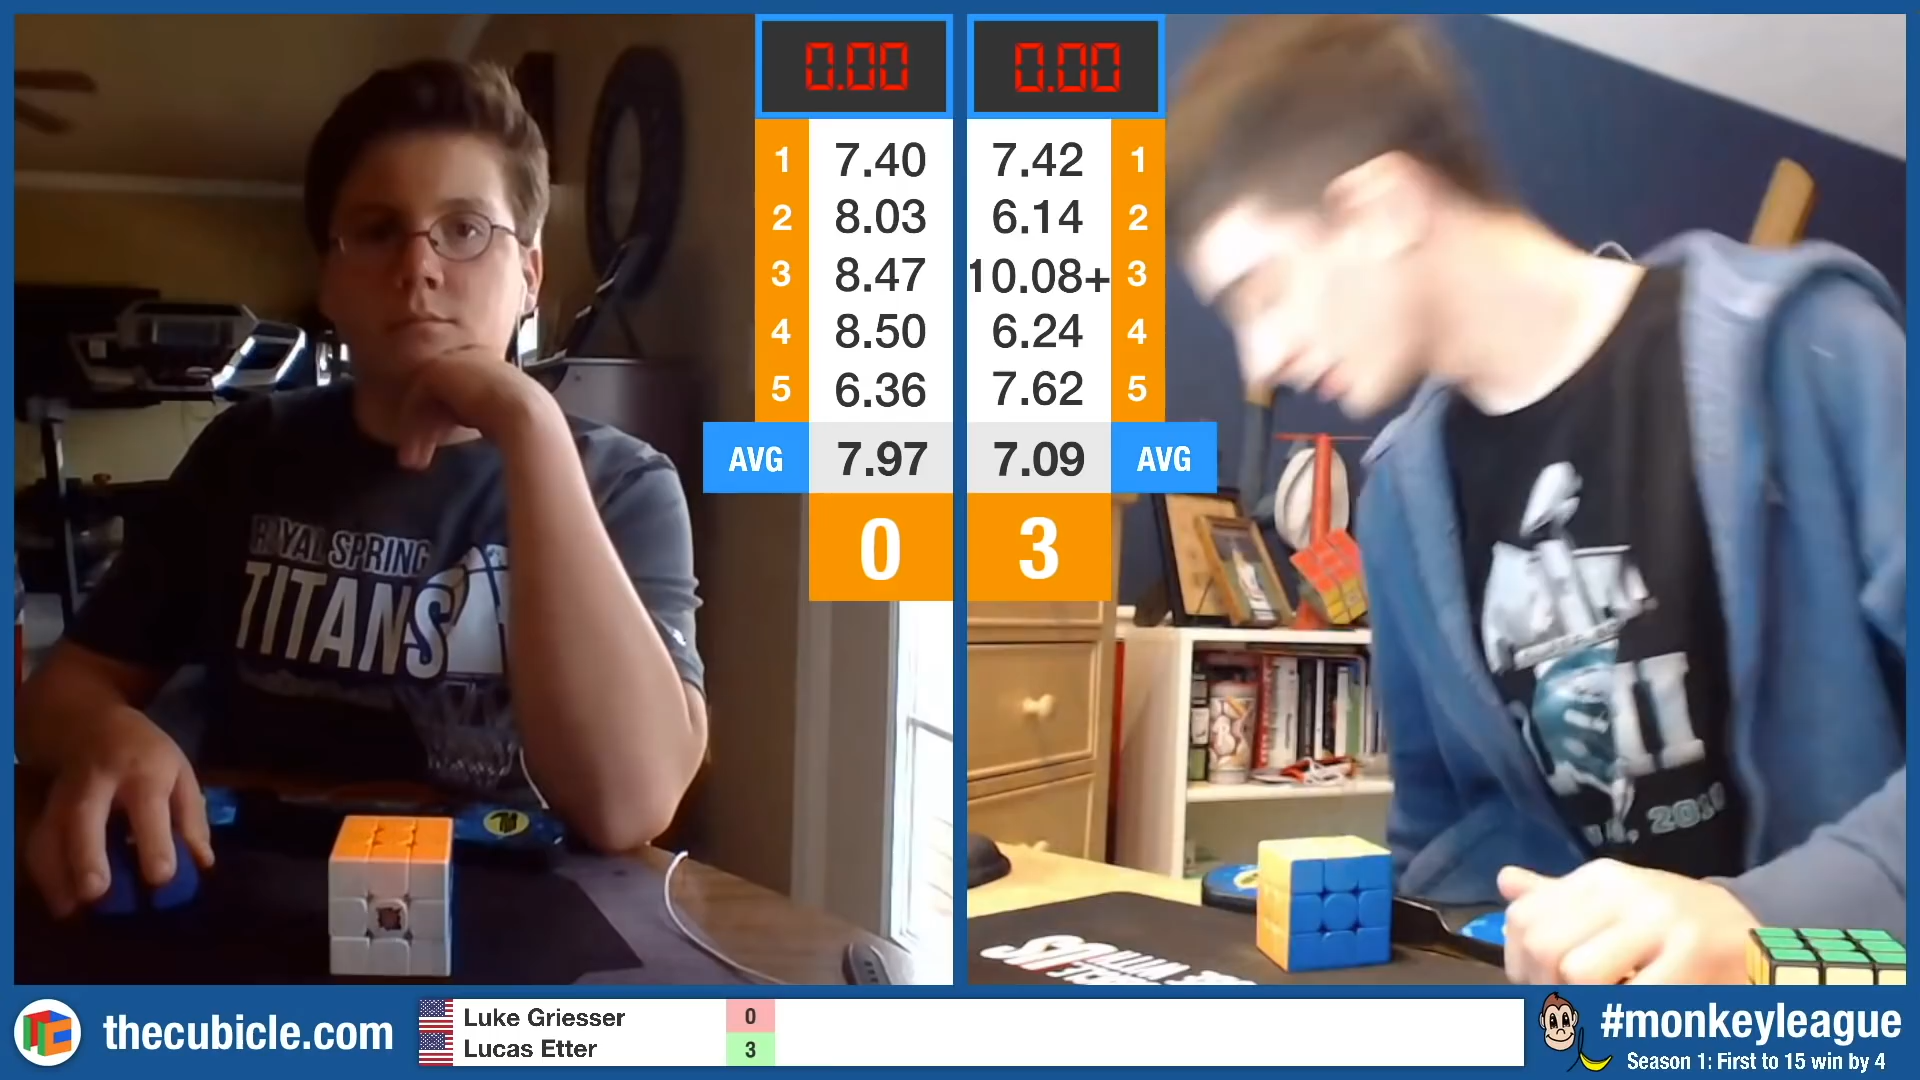 0.00 0.00
1 7.40 7.42 1
2 8.03 6.14 2
3 8.47 10.08+ 3
4 8.50 6.24 4
5 6.36 7.62 5
AVG 7.97 7.09 AVG
0 3
ROYAL SPRING
TITANS
thecubicle.com
Luke Griesser 0
Lucas Etter 3
#monkeyleague
Season 1: First to 15 win by 4